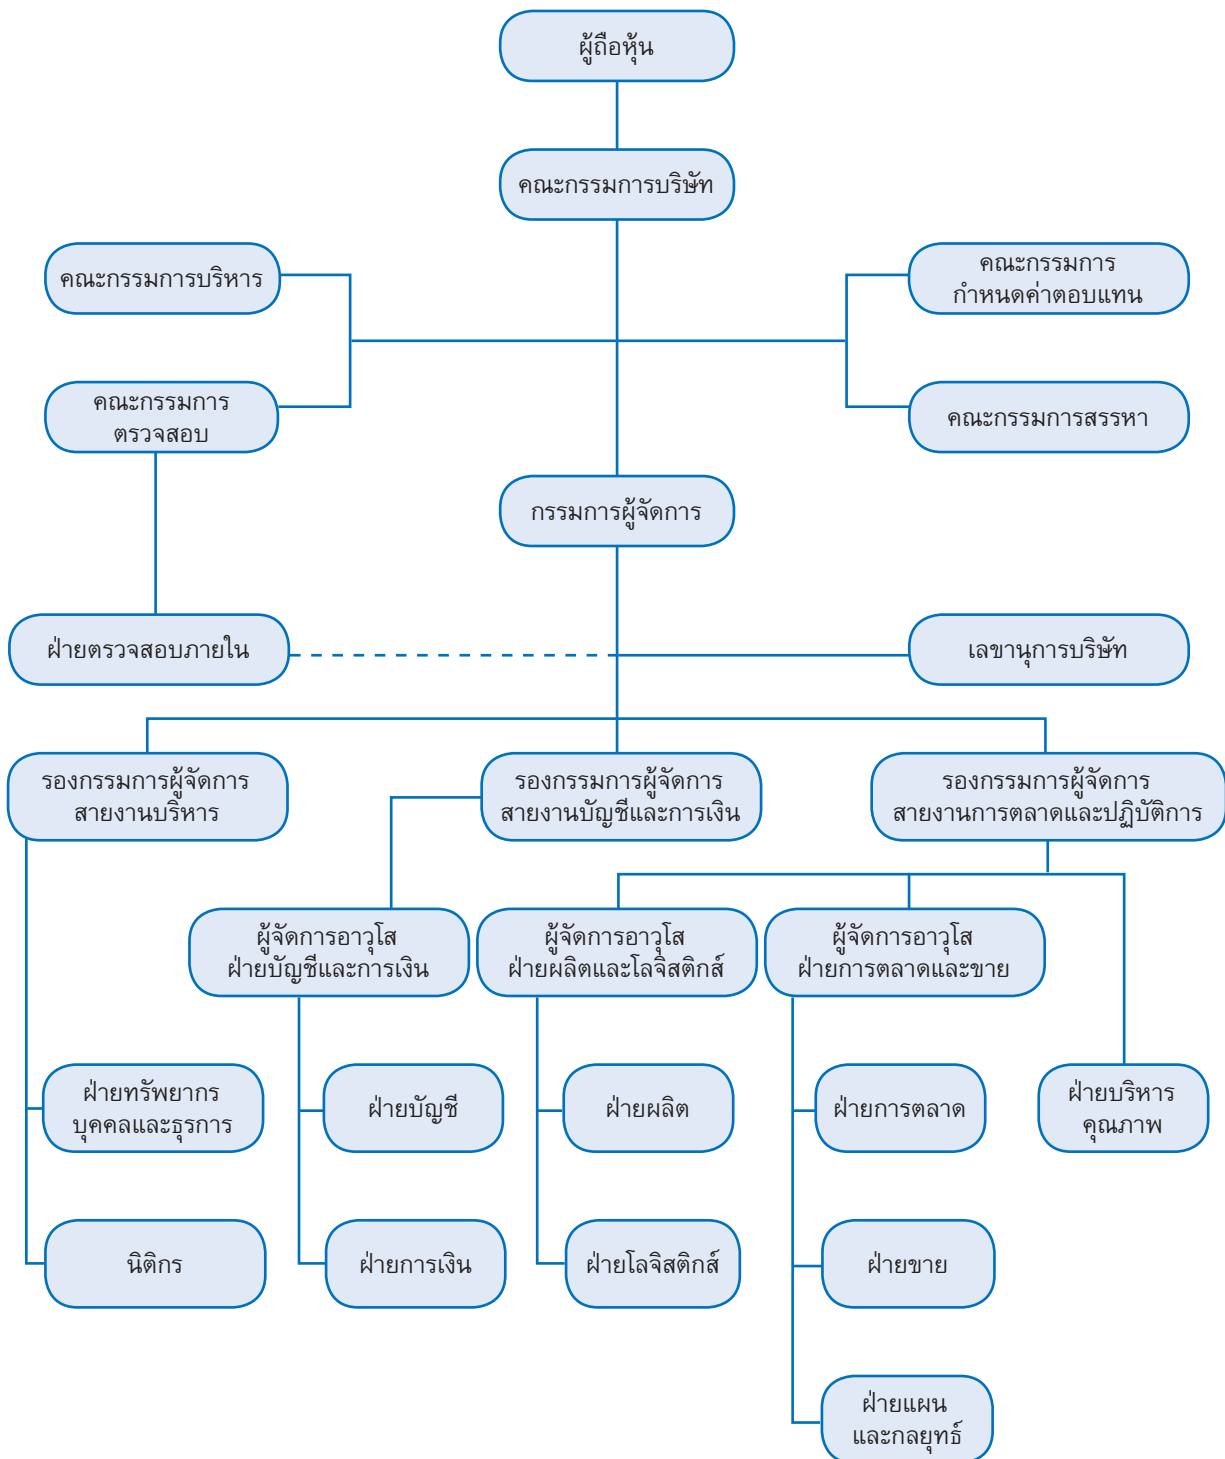 ผู้ถือหุ้น
คณะกรรมการบริษัท
คณะกรรมการบริหาร
คณะกรรมการ
กำหนดค่าตอบแทน
คณะกรรมการ
ตรวจสอบ
คณะกรรมการสรรหา
กรรมการผู้จัดการ
ฝ่ายตรวจสอบภายใน
เลขานุการบริษัท
รองกรรมการผู้จัดการ
สายงานบริหาร
รองกรรมการผู้จัดการ
สายงานบัญชีและการเงิน
รองกรรมการผู้จัดการ
สายงานการตลาดและปฏิบัติการ
ผู้จัดการอาวุโส
ฝ่ายบัญชีและการเงิน
ผู้จัดการอาวุโส
ฝ่ายผลิตและโลจิสติกส์
ผู้จัดการอาวุโส
ฝ่ายการตลาดและขาย
ฝ่ายทรัพยากร
บุคคลและธุรการ
ฝ่ายบัญชี
ฝ่ายผลิต
ฝ่ายการตลาด
ฝ่ายบริหาร
คุณภาพ
นิติกร
ฝ่ายการเงิน
ฝ่ายโลจิสติกส์
ฝ่ายขาย
ฝ่ายแผน
และกลยุทธ์